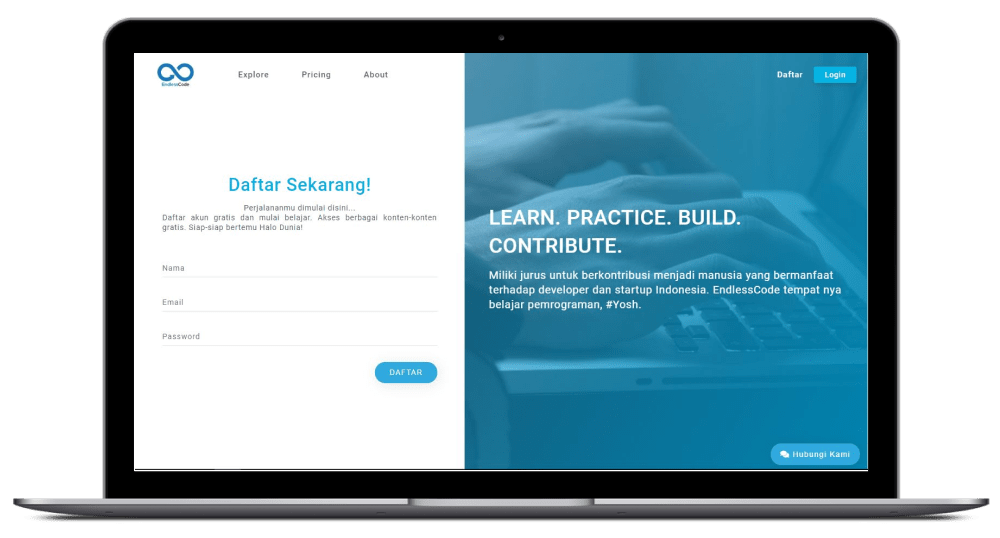 EndlessCode
Explore Pricing About
Daftar Login
Daftar Sekarang!
Perjalananmu dimulai disini...
Daftar akun gratis dan mulai belajar. Akses berbagai konten-konten
gratis. Siap-siap bertemu Halo Dunia!
Nama
Email
Password
DAFTAR
LEARN. PRACTICE. BUILD.
CONTRIBUTE.
Miliki jurus untuk berkontribusi menjadi manusia yang bermanfaat
terhadap developer dan startup Indonesia. EndlessCode tempat nya
belajar pemrograman, #Yosh.
Hubungi Kami